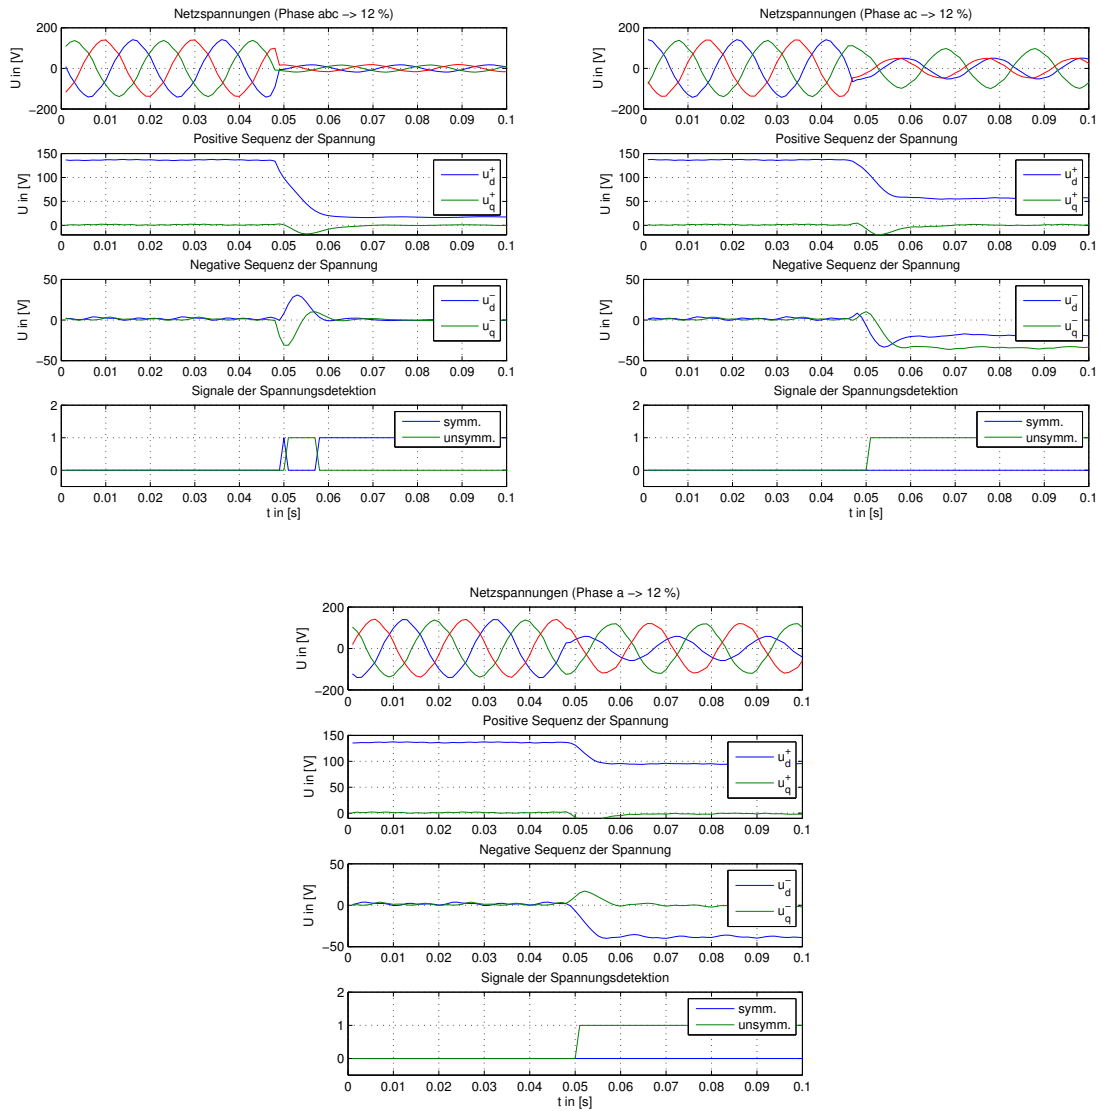 Netzspannungen (Phase abc −> 12 %)
U in [V]
200
0
−200
0 0.01 0.02 0.03 0.04 0.05 0.06 0.07 0.08 0.09 0.1
Positive Sequenz der Spannung
U in [V]
150
100
50
0
u_d^+
u_q^+
0 0.01 0.02 0.03 0.04 0.05 0.06 0.07 0.08 0.09 0.1
Negative Sequenz der Spannung
U in [V]
50
0
−50
u_d^−
u_q^−
0 0.01 0.02 0.03 0.04 0.05 0.06 0.07 0.08 0.09 0.1
Signale der Spannungsdetektion
2
1
0
symm.
unsymm.
0 0.01 0.02 0.03 0.04 0.05 0.06 0.07 0.08 0.09 0.1
t in [s]
Netzspannungen (Phase ac −> 12 %)
U in [V]
200
0
−200
0 0.01 0.02 0.03 0.04 0.05 0.06 0.07 0.08 0.09 0.1
Positive Sequenz der Spannung
U in [V]
150
100
50
0
u_d^+
u_q^+
0 0.01 0.02 0.03 0.04 0.05 0.06 0.07 0.08 0.09 0.1
Negative Sequenz der Spannung
U in [V]
50
0
−50
u_d^−
u_q^−
0 0.01 0.02 0.03 0.04 0.05 0.06 0.07 0.08 0.09 0.1
Signale der Spannungsdetektion
2
1
0
symm.
unsymm.
0 0.01 0.02 0.03 0.04 0.05 0.06 0.07 0.08 0.09 0.1
t in [s]
Netzspannungen (Phase a −> 12 %)
U in [V]
200
0
−200
0 0.01 0.02 0.03 0.04 0.05 0.06 0.07 0.08 0.09 0.1
Positive Sequenz der Spannung
U in [V]
150
100
50
0
u_d^+
u_q^+
0 0.01 0.02 0.03 0.04 0.05 0.06 0.07 0.08 0.09 0.1
Negative Sequenz der Spannung
U in [V]
50
0
−50
u_d^−
u_q^−
0 0.01 0.02 0.03 0.04 0.05 0.06 0.07 0.08 0.09 0.1
Signale der Spannungsdetektion
2
1
0
symm.
unsymm.
0 0.01 0.02 0.03 0.04 0.05 0.06 0.07 0.08 0.09 0.1
t in [s]